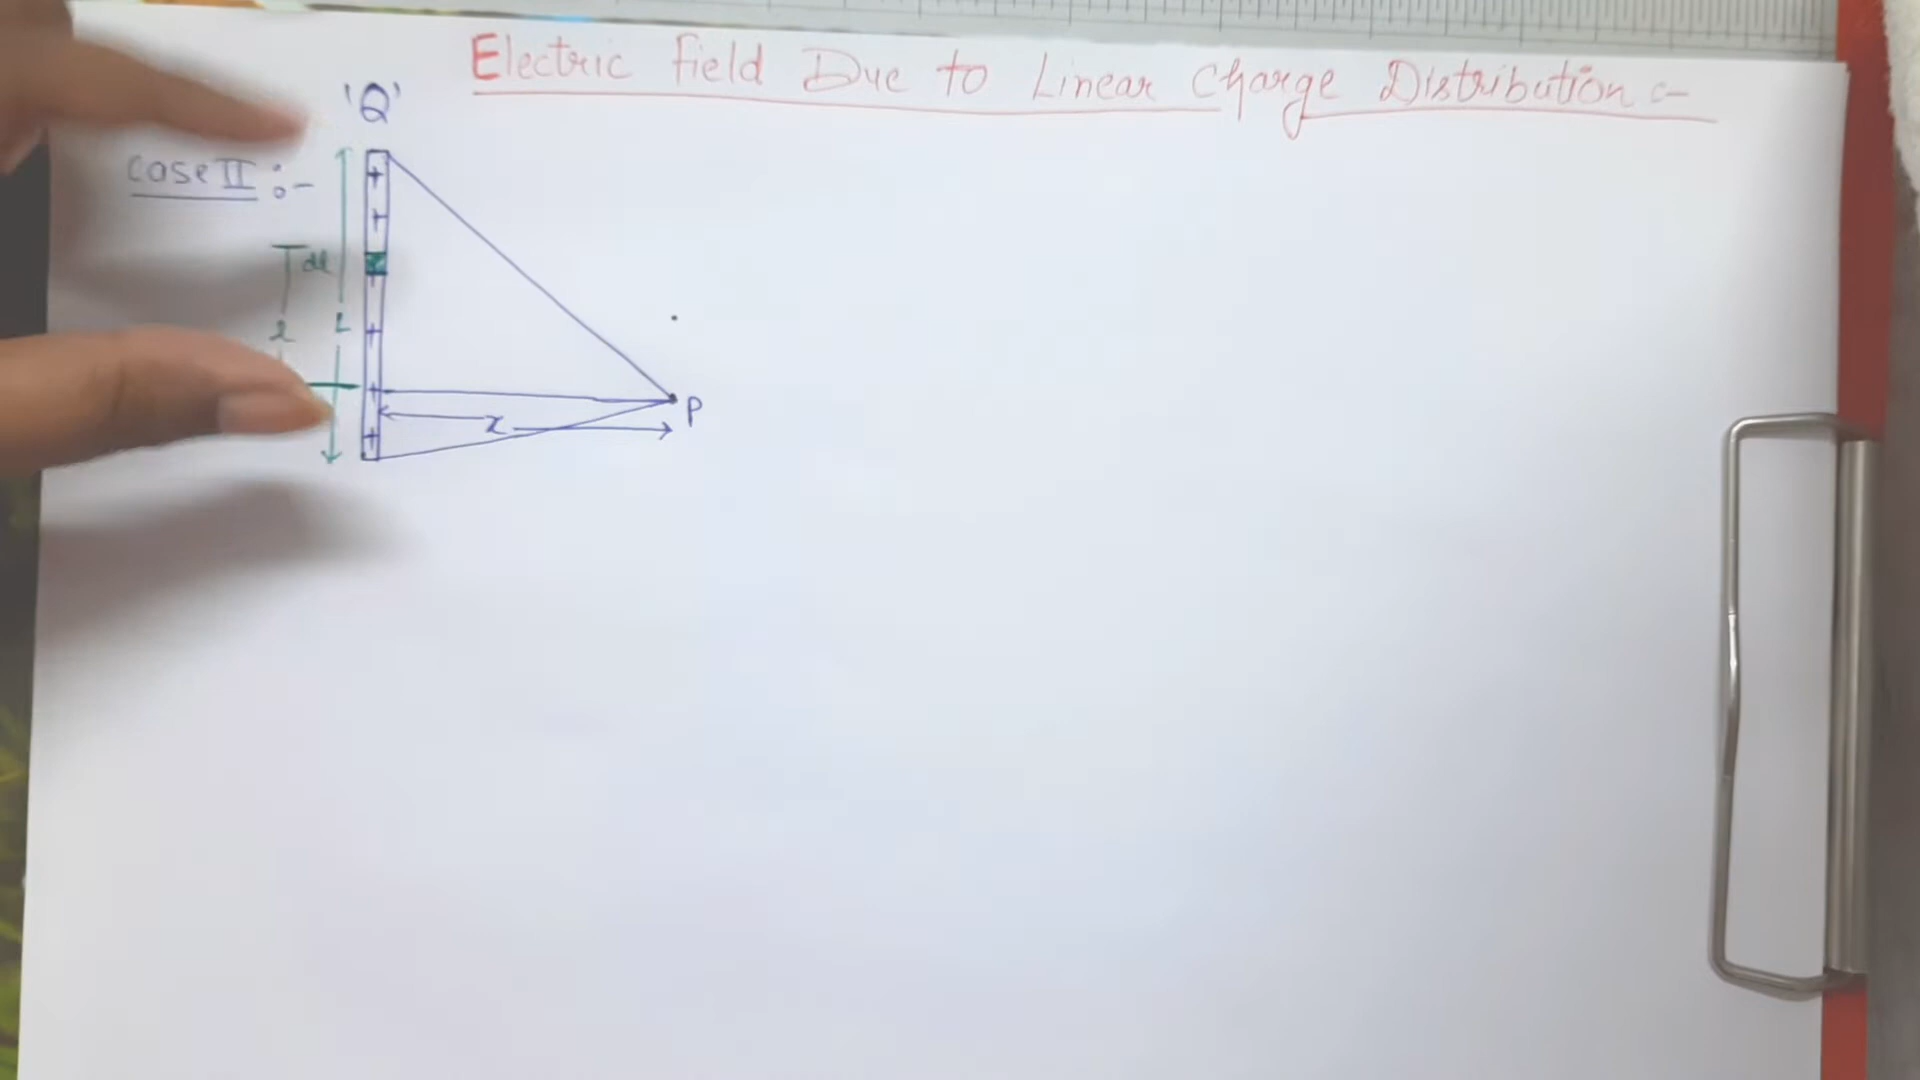 Electric field Due to Linear Charge Distribution :-
'Q'
Case II :-
+
+
dl
l
L
+
+
x
P
+